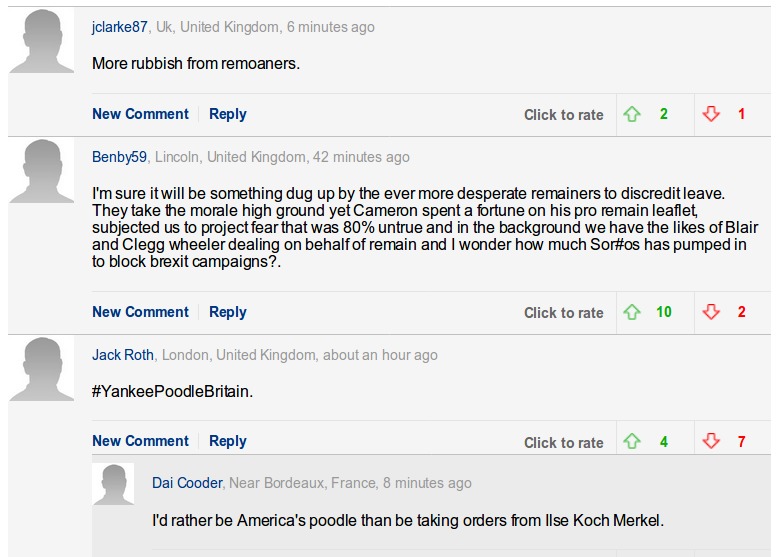 jclarke87, Uk, United Kingdom, 6 minutes ago
More rubbish from remoaners.
New Comment Reply Click to rate 2 1
Benby59, Lincoln, United Kingdom, 42 minutes ago
I'm sure it will be something dug up by the ever more desperate remainers to discredit leave.
They take the morale high ground yet Cameron spent a fortune on his pro remain leaflet,
subjected us to project fear that was 80% untrue and in the background we have the likes of Blair
and Clegg wheeler dealing on behalf of remain and I wonder how much Sor#os has pumped in
to block brexit campaigns?.
New Comment Reply Click to rate 10 2
Jack Roth, London, United Kingdom, about an hour ago
#YankeePoodleBritain.
New Comment Reply Click to rate 4 7
Dai Cooder, Near Bordeaux, France, 8 minutes ago
I'd rather be America's poodle than be taking orders from Ilse Koch Merkel.